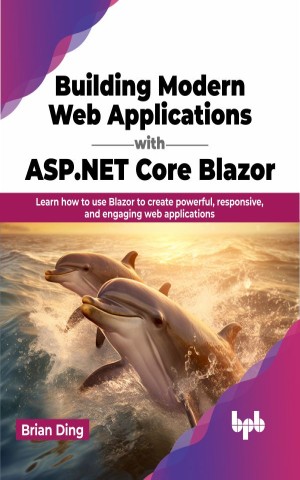 Building Modern
Web Applications
with
ASP.NET Core Blazor
Learn how to use Blazor to create powerful, responsive,
and engaging web applications
Brian Ding
bpb